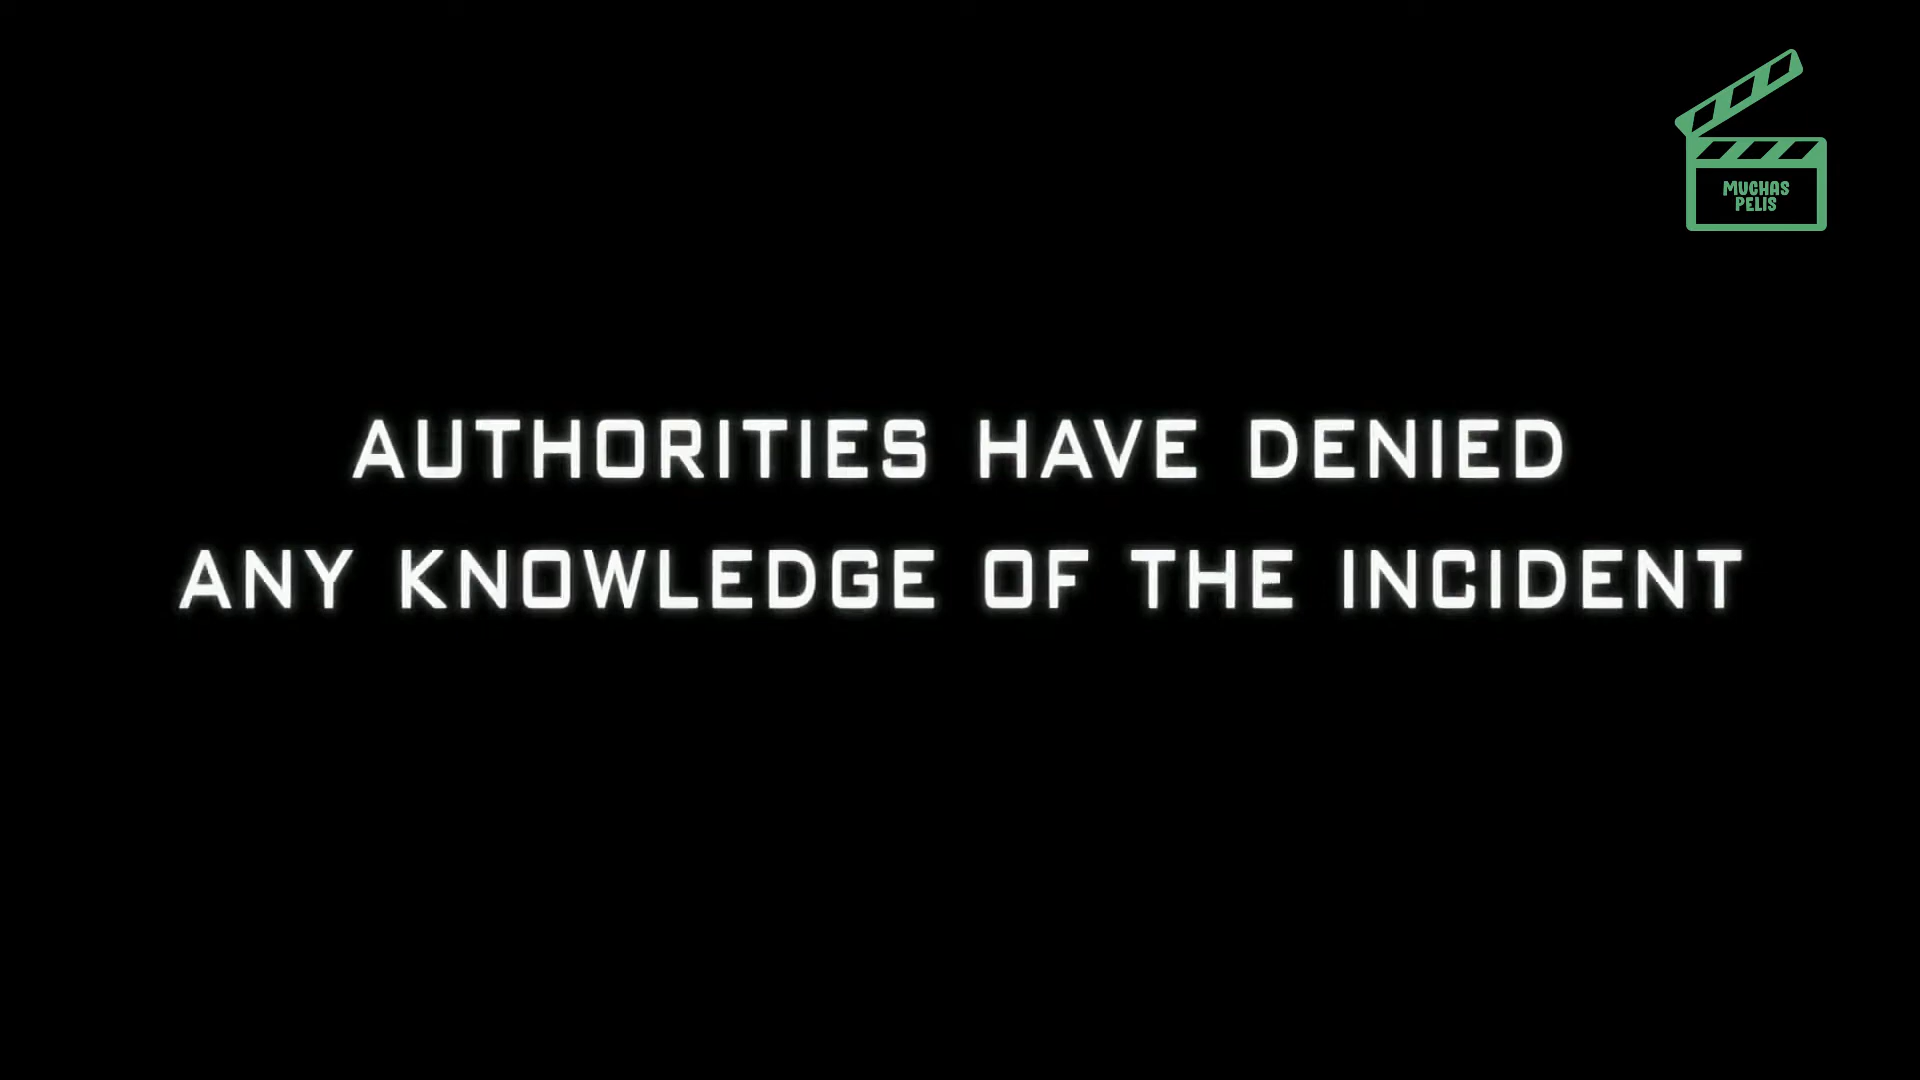 MUCHAS
PELIS
AUTHORITIES HAVE DENIED
ANY KNOWLEDGE OF THE INCIDENT